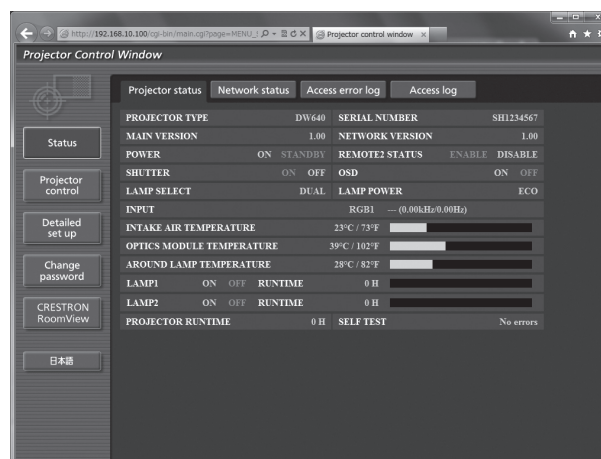 http://192.168.10.100/cgi-bin/main.cgi?page=MENU_S
Projector control window
Projector Control Window
Projector status Network status Access error log Access log
Status
Projector control
Detailed set up
Change password
CRESTRON RoomView
日本語
PROJECTOR TYPE DW640 SERIAL NUMBER SH1234567
MAIN VERSION 1.00 NETWORK VERSION 1.00
POWER ON STANDBY REMOTE2 STATUS ENABLE DISABLE
SHUTTER ON OFF OSD ON OFF
LAMP SELECT DUAL LAMP POWER ECO
INPUT RGB1 — (0.00kHz/0.00Hz)
INTAKE AIR TEMPERATURE 23°C / 73°F
OPTICS MODULE TEMPERATURE 39°C / 102°F
AROUND LAMP TEMPERATURE 28°C / 82°F
LAMP1 ON OFF RUNTIME 0 H
LAMP2 ON OFF RUNTIME 0 H
PROJECTOR RUNTIME 0 H SELF TEST No errors